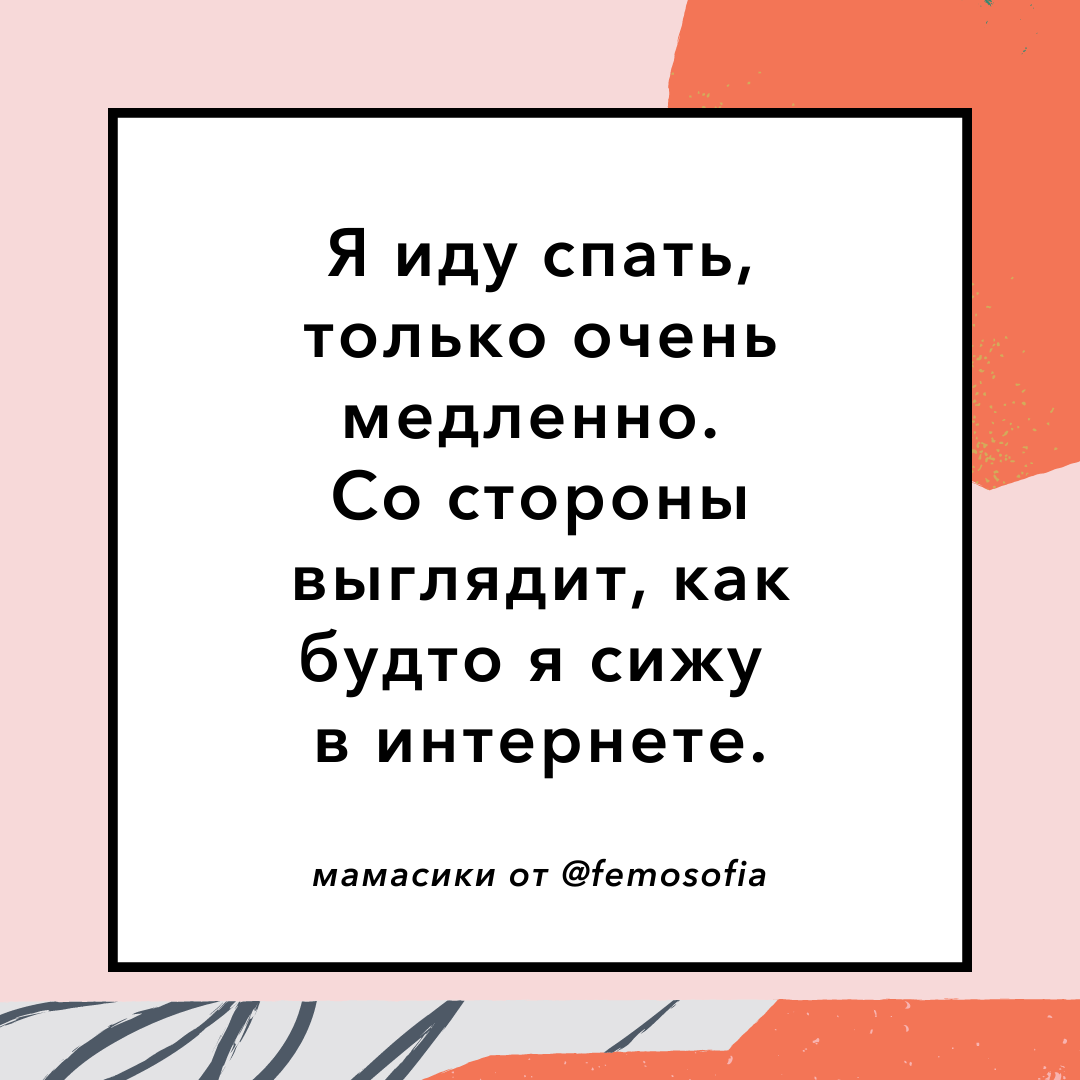 Я иду спать,
только очень
медленно.
Со стороны
выглядит, как
будто я сижу
в интернете.
мамасики от @femosofia